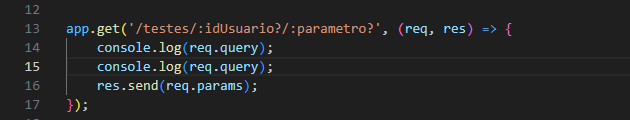 12
13 app.get('/testes/:idUsuario?/:parametro?', (req, res) => {
14 console.log(req.query);
15 console.log(req.query);
16 res.send(req.params);
17 });